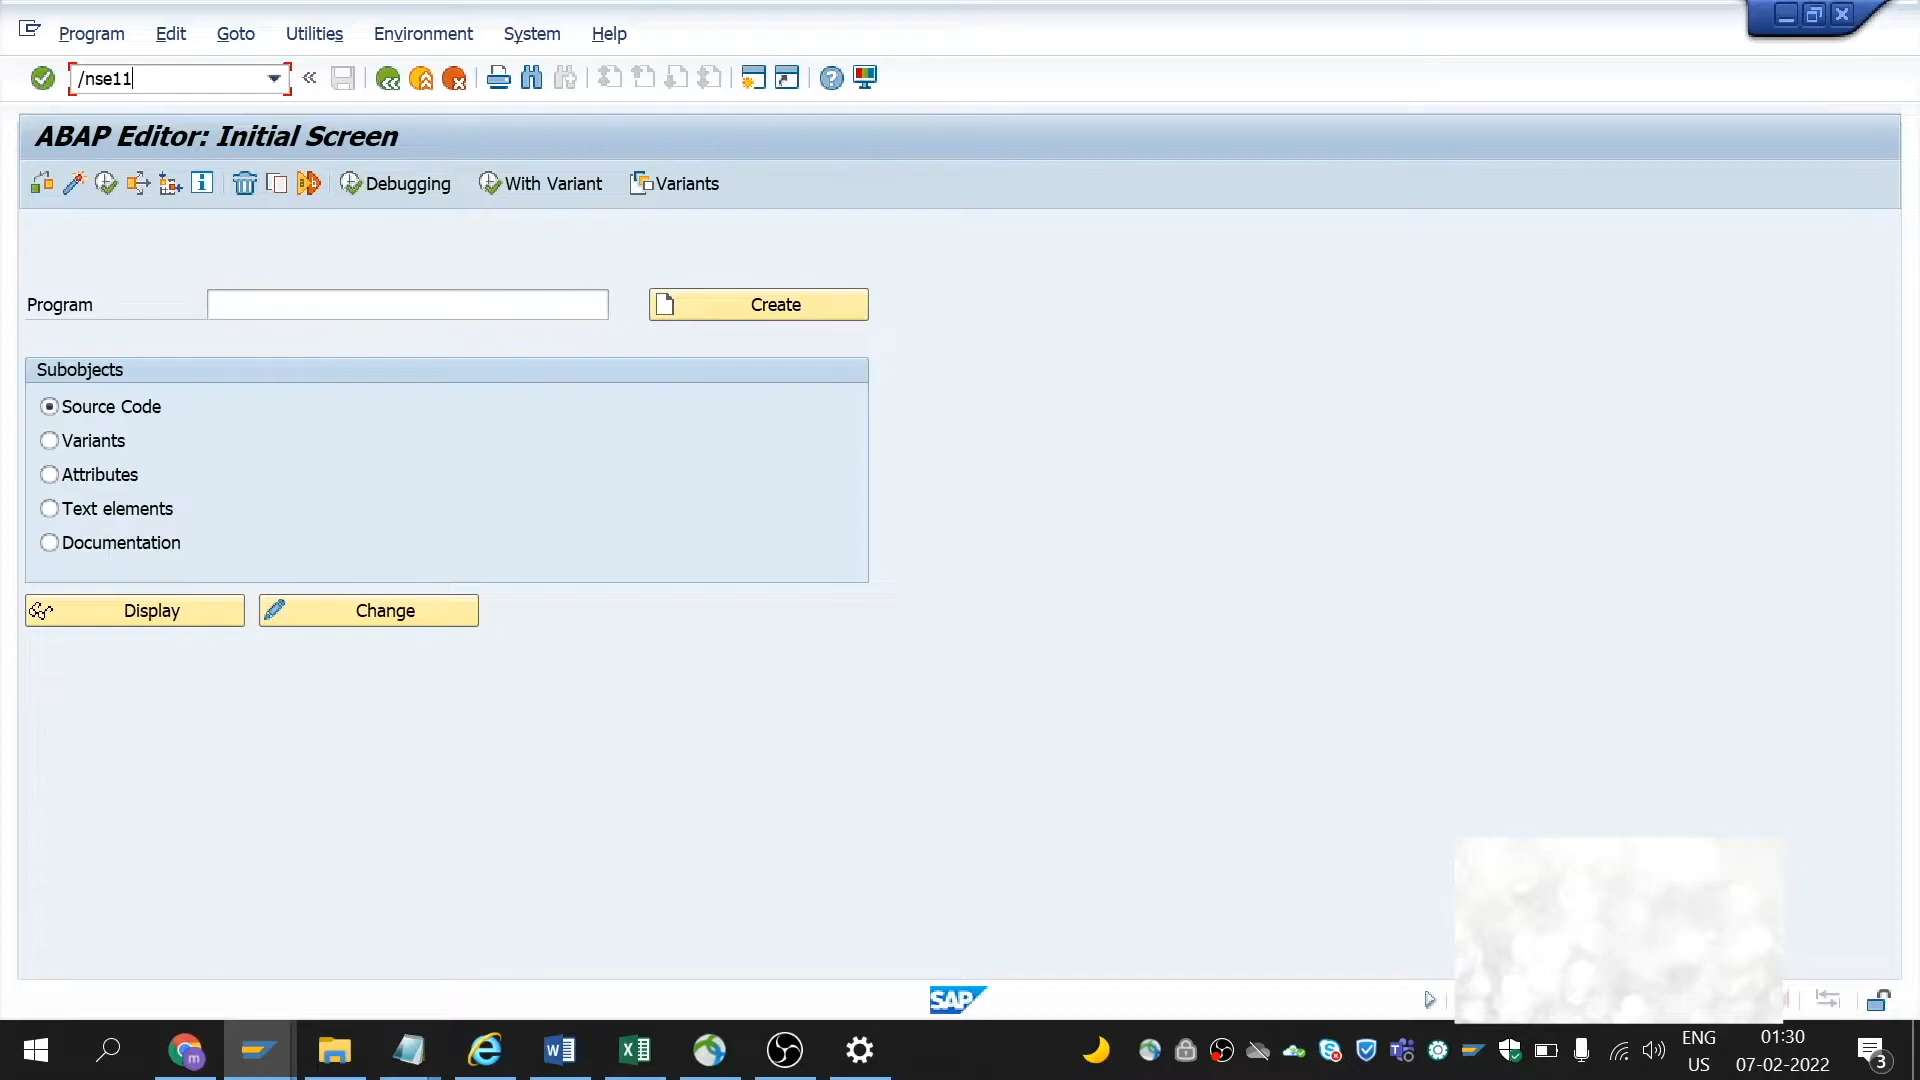 Program Edit Goto Utilities Environment System Help
/nse11
ABAP Editor: Initial Screen
Debugging With Variant Variants
Program Create
Subobjects
Source Code
Variants
Attributes
Text elements
Documentation
Display Change
SAP
ENG 01:30
US 07-02-2022 3